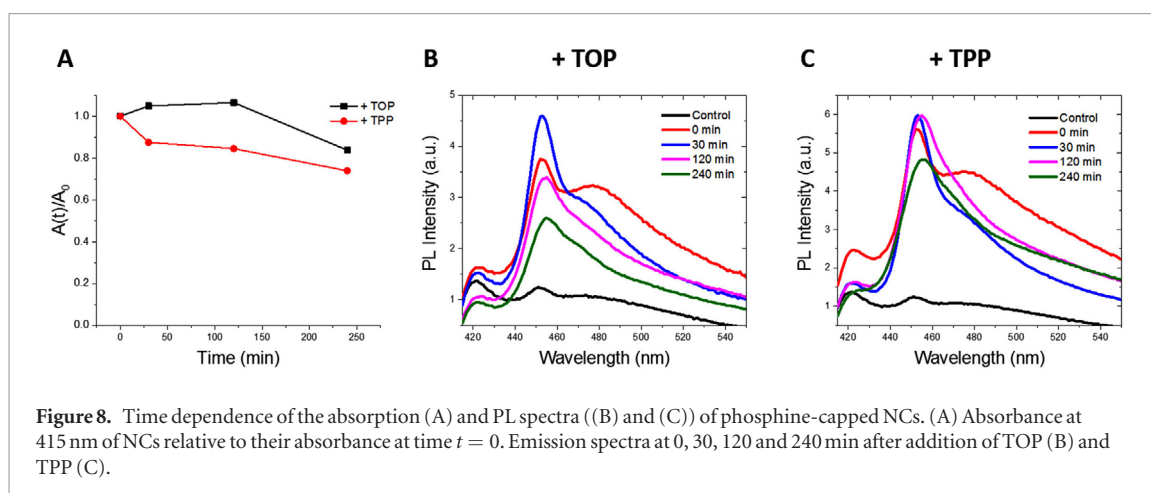 A
B
+ TOP
C
+ TPP
1.0
0.8
0.6
0.4
0.2
0.0
A(t)/A0
0
50
100
150
200
250
Time (min)
+ TOP
+ TPP
5
4
3
2
1
PL Intensity (a.u.)
420
440
460
480
500
520
540
Wavelength (nm)
Control
0 min
30 min
120 min
240 min
6
5
4
3
2
1
PL Intensity (a.u.)
420
440
460
480
500
520
540
Wavelength (nm)
Control
0 min
30 min
120 min
240 min
Figure 8. Time dependence of the absorption (A) and PL spectra ((B) and (C)) of phosphine-capped NCs. (A) Absorbance at
415 nm of NCs relative to their absorbance at time t = 0. Emission spectra at 0, 30, 120 and 240 min after addition of TOP (B) and
TPP (C).